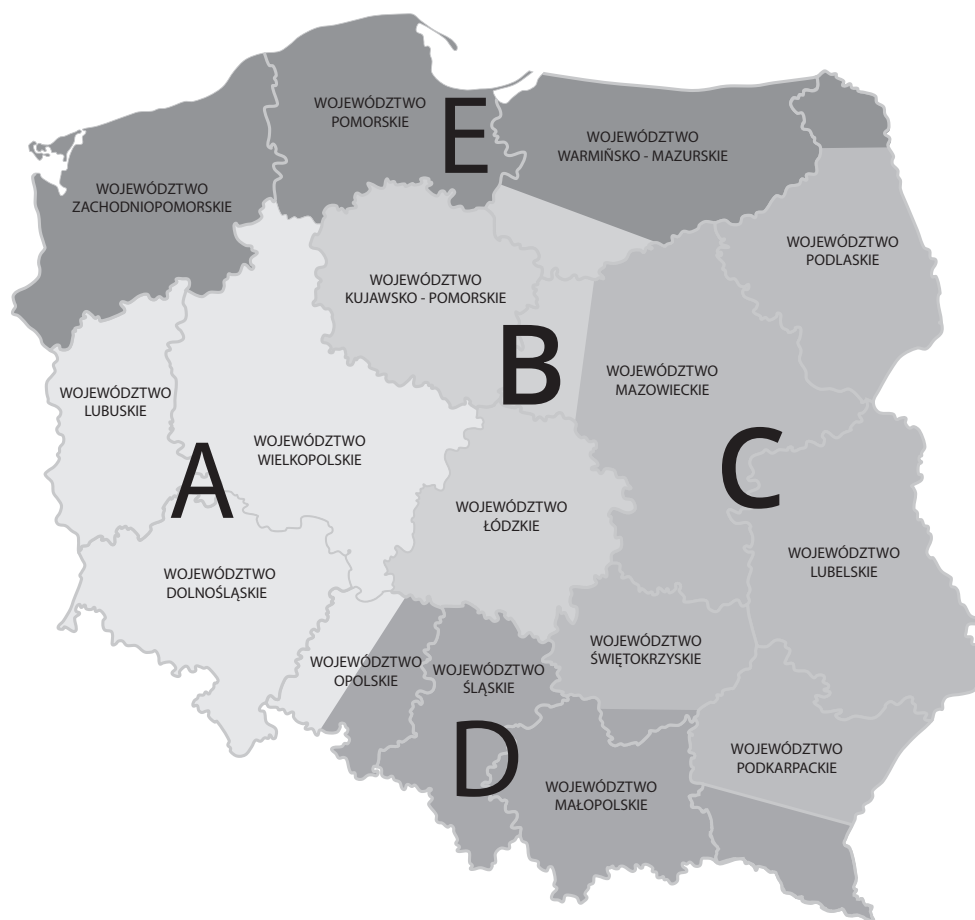 WOJEWÓDZTWO
POMORSKIE
E
WOJEWÓDZTWO
WARMIŃSKO - MAZURSKIE
WOJEWÓDZTWO
ZACHODNIOPOMORSKIE
WOJEWÓDZTWO
PODLASKIE
WOJEWÓDZTWO
KUJAWSKO - POMORSKIE
B
WOJEWÓDZTWO
MAZOWIECKIE
WOJEWÓDZTWO
LUBUSKIE
WOJEWÓDZTWO
WIELKOPOLSKIE
A
C
WOJEWÓDZTWO
ŁÓDZKIE
WOJEWÓDZTWO
LUBELSKIE
WOJEWÓDZTWO
DOLNOŚLĄSKIE
WOJEWÓDZTWO
ŚWIĘTOKRZYSKIE
WOJEWÓDZTWO
OPOLSKIE
WOJEWÓDZTWO
ŚLĄSKIE
D
WOJEWÓDZTWO
PODKARPACKIE
WOJEWÓDZTWO
MAŁOPOLSKIE